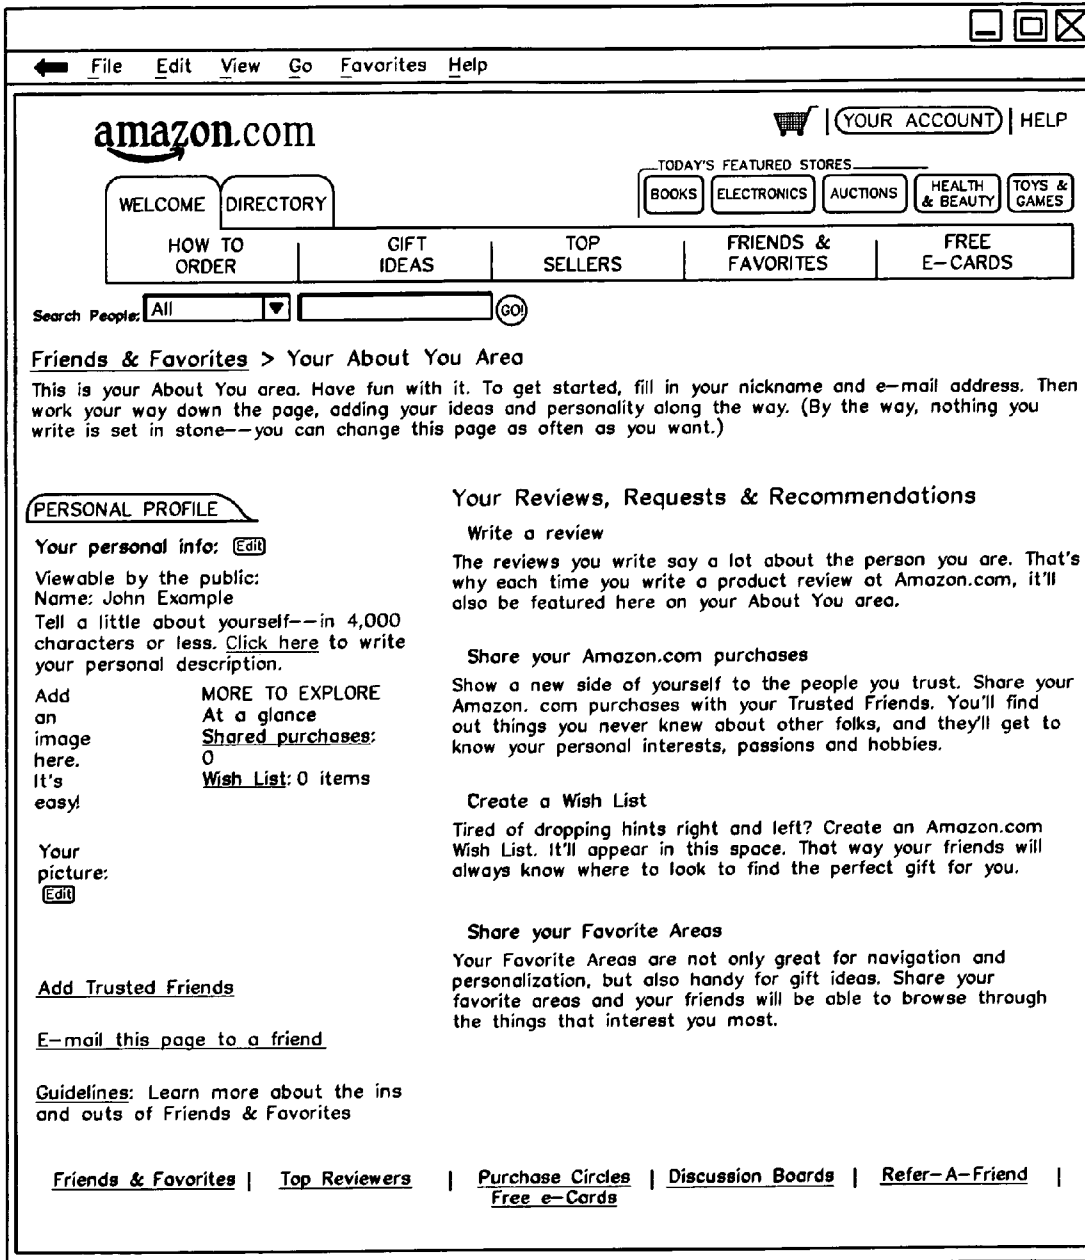 File Edit View Go Favorites Help
amazon.com
YOUR ACCOUNT | HELP
TODAY'S FEATURED STORES
WELCOME DIRECTORY
BOOKS ELECTRONICS AUCTIONS HEALTH & BEAUTY TOYS & GAMES
HOW TO ORDER
GIFT IDEAS
TOP SELLERS
FRIENDS & FAVORITES
FREE E-CARDS
Search People: All GO!
Friends & Favorites > Your About You Area
This is your About You area. Have fun with it. To get started, fill in your nickname and e-mail address. Then
work your way down the page, adding your ideas and personality along the way. (By the way, nothing you
write is set in stone--you can change this page as often as you want.)
PERSONAL PROFILE
Your personal info: Edit
Viewable by the public:
Name: John Example
Tell a little about yourself--in 4,000
characters or less. Click here to write
your personal description.
Add
an
image
here.
It's
easy!
MORE TO EXPLORE
At a glance
Shared purchases:
0
Wish List: 0 items
Your
picture:
Edit
Add Trusted Friends
E-mail this page to a friend
Guidelines: Learn more about the ins
and outs of Friends & Favorites
Your Reviews, Requests & Recommendations
Write a review
The reviews you write say a lot about the person you are. That's
why each time you write a product review at Amazon.com, it'll
also be featured here on your About You area.
Share your Amazon.com purchases
Show a new side of yourself to the people you trust. Share your
Amazon. com purchases with your Trusted Friends. You'll find
out things you never knew about other folks, and they'll get to
know your personal interests, passions and hobbies.
Create a Wish List
Tired of dropping hints right and left? Create an Amazon.com
Wish List. It'll appear in this space. That way your friends will
always know where to look to find the perfect gift for you.
Share your Favorite Areas
Your Favorite Areas are not only great for navigation and
personalization, but also handy for gift ideas. Share your
favorite areas and your friends will be able to browse through
the things that interest you most.
Friends & Favorites | Top Reviewers | Purchase Circles | Discussion Boards | Refer-A-Friend |
Free e-Cards